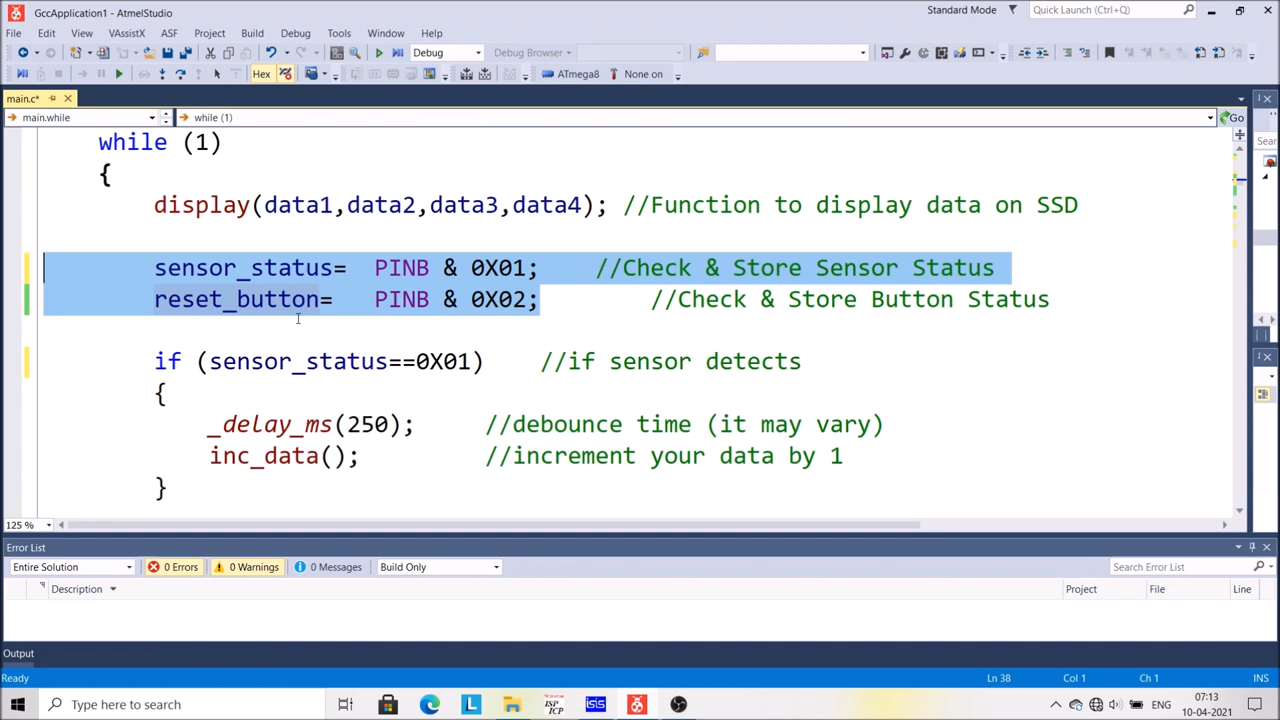 GccApplication1 - AtmelStudio
Standard Mode
Quick Launch (Ctrl+Q)
File Edit View VAssistX ASF Project Build Debug Tools Window Help
Debug
Debug Browser
Hex
ATmega8
None on
main.c*
main.while
while (1)
Go
while (1)
Sear
{
display(data1,data2,data3,data4); //Function to display data on SSD
sensor_status= PINB & 0X01; //Check & Store Sensor Status
reset_button= PINB & 0X02; //Check & Store Button Status
if (sensor_status==0X01) //if sensor detects
{
_delay_ms(250); //debounce time (it may vary)
inc_data(); //increment your data by 1
}
125 %
Error List
Entire Solution
0 Errors
0 Warnings
0 Messages
Build Only
Search Error List
Description
Project
File
Line
Output
Ready
Ln 38
Col 1
Ch 1
INS
Type here to search
L
ISP
ICP
isis
ENG
07:13
10-04-2021